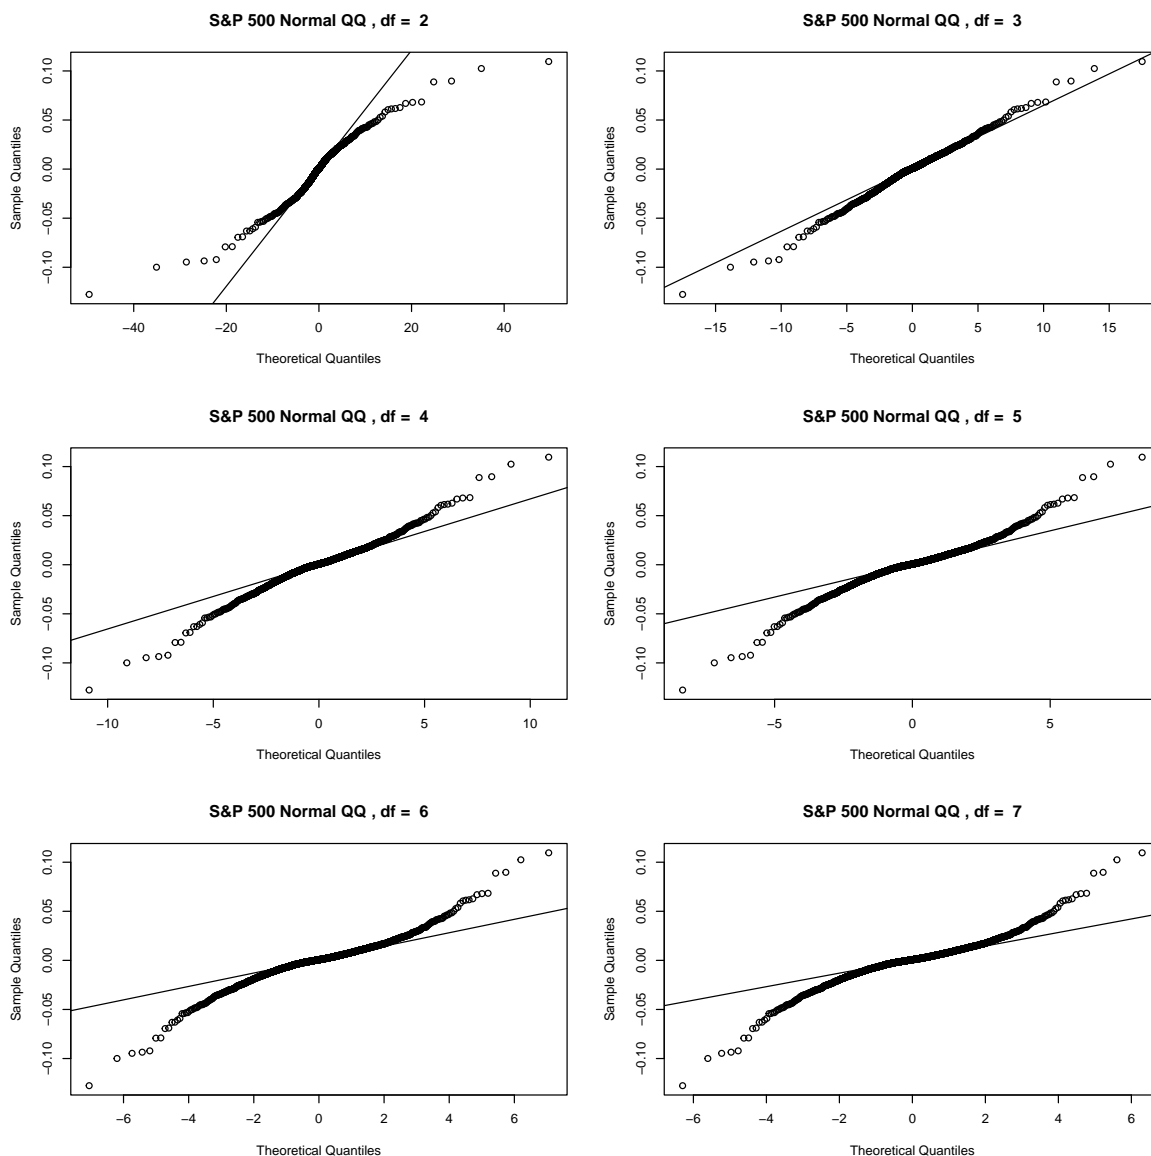 S&P 500 Normal QQ , df = 2
Sample Quantiles
0.10
0.05
0.00
−0.05
−0.10
−40 −20 0 20 40
Theoretical Quantiles
S&P 500 Normal QQ , df = 3
Sample Quantiles
0.10
0.05
0.00
−0.05
−0.10
−15 −10 −5 0 5 10 15
Theoretical Quantiles
S&P 500 Normal QQ , df = 4
Sample Quantiles
0.10
0.05
0.00
−0.05
−0.10
−10 −5 0 5 10
Theoretical Quantiles
S&P 500 Normal QQ , df = 5
Sample Quantiles
0.10
0.05
0.00
−0.05
−0.10
−5 0 5
Theoretical Quantiles
S&P 500 Normal QQ , df = 6
Sample Quantiles
0.10
0.05
0.00
−0.05
−0.10
−6 −4 −2 0 2 4 6
Theoretical Quantiles
S&P 500 Normal QQ , df = 7
Sample Quantiles
0.10
0.05
0.00
−0.05
−0.10
−6 −4 −2 0 2 4 6
Theoretical Quantiles